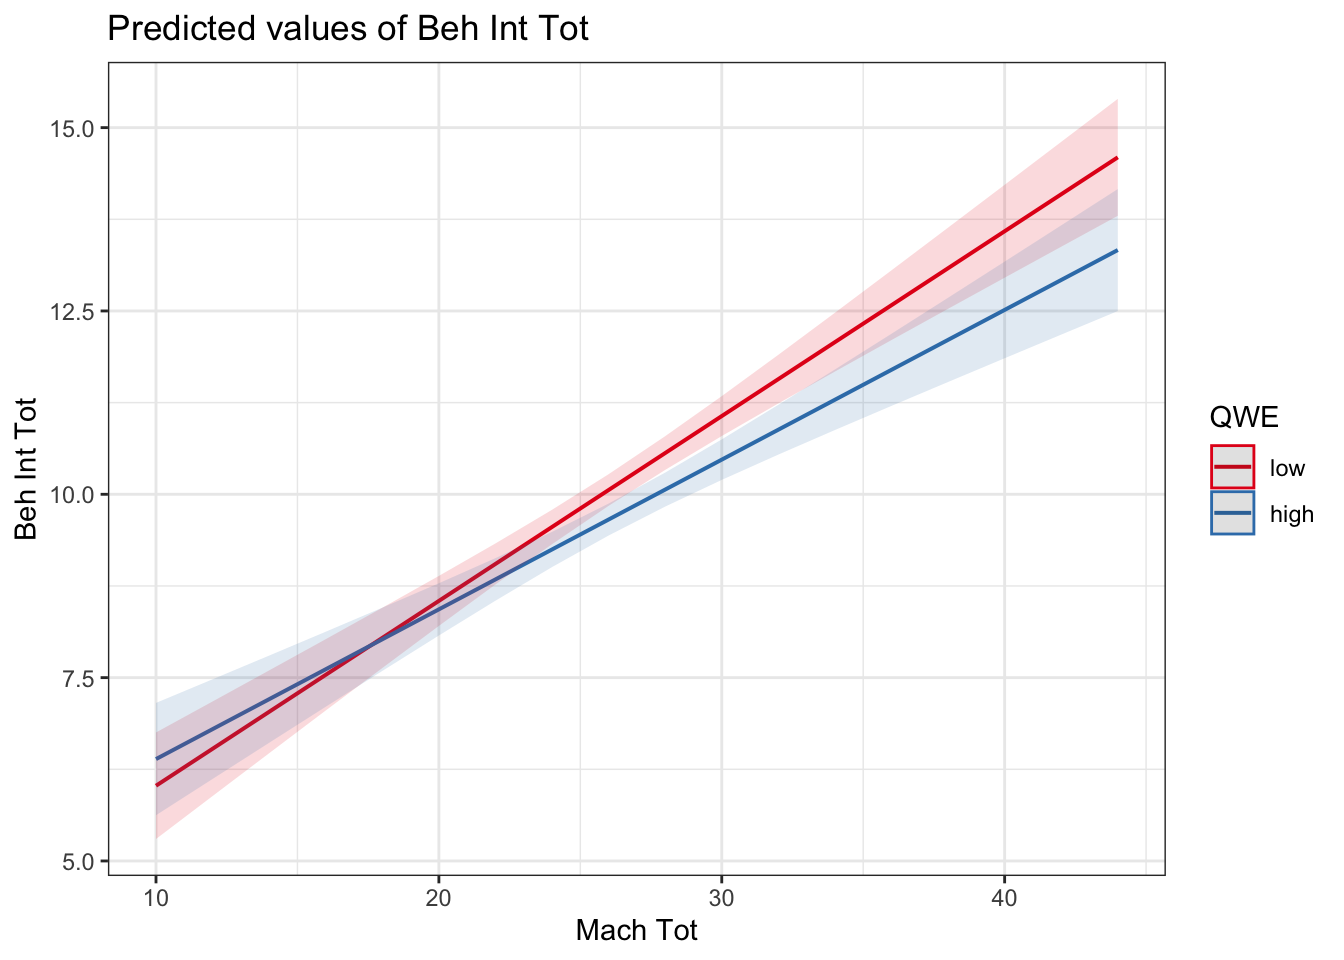 Predicted values of Beh Int Tot
15.0
12.5
10.0
7.5
5.0
Beh Int Tot
10 20 30 40
Mach Tot
QWE
low
high